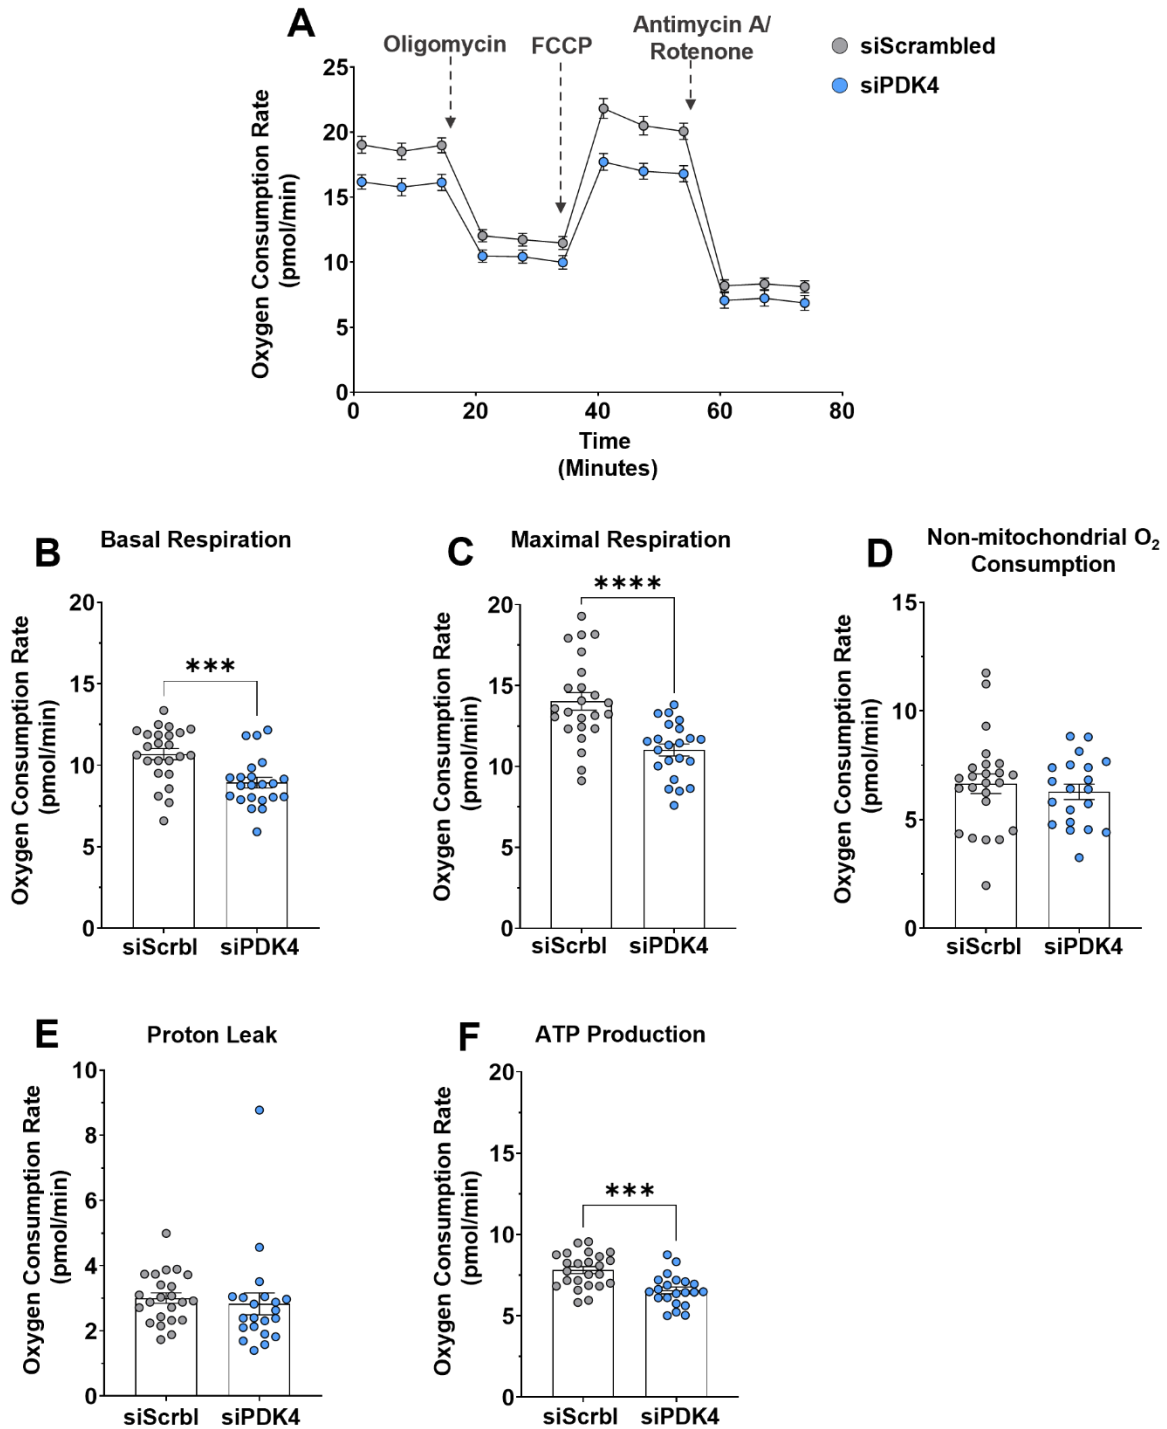 A
Oligomycin
FCCP
Antimycin A/
Rotenone
siScrambled
siPDK4
Oxygen Consumption Rate
(pmol/min)
25
20
15
10
5
0
0 20 40 60 80
Time
(Minutes)
B
Basal Respiration
Oxygen Consumption Rate
(pmol/min)
20
15
10
5
0
***
siScrbl siPDK4
C
Maximal Respiration
Oxygen Consumption Rate
(pmol/min)
20
15
10
5
0
****
siScrbl siPDK4
D
Non-mitochondrial O₂
Consumption
Oxygen Consumption Rate
(pmol/min)
15
10
5
0
siScrbl siPDK4
E
Proton Leak
Oxygen Consumption Rate
(pmol/min)
10
8
6
4
2
0
siScrbl siPDK4
F
ATP Production
Oxygen Consumption Rate
(pmol/min)
20
15
10
5
0
***
siScrbl siPDK4